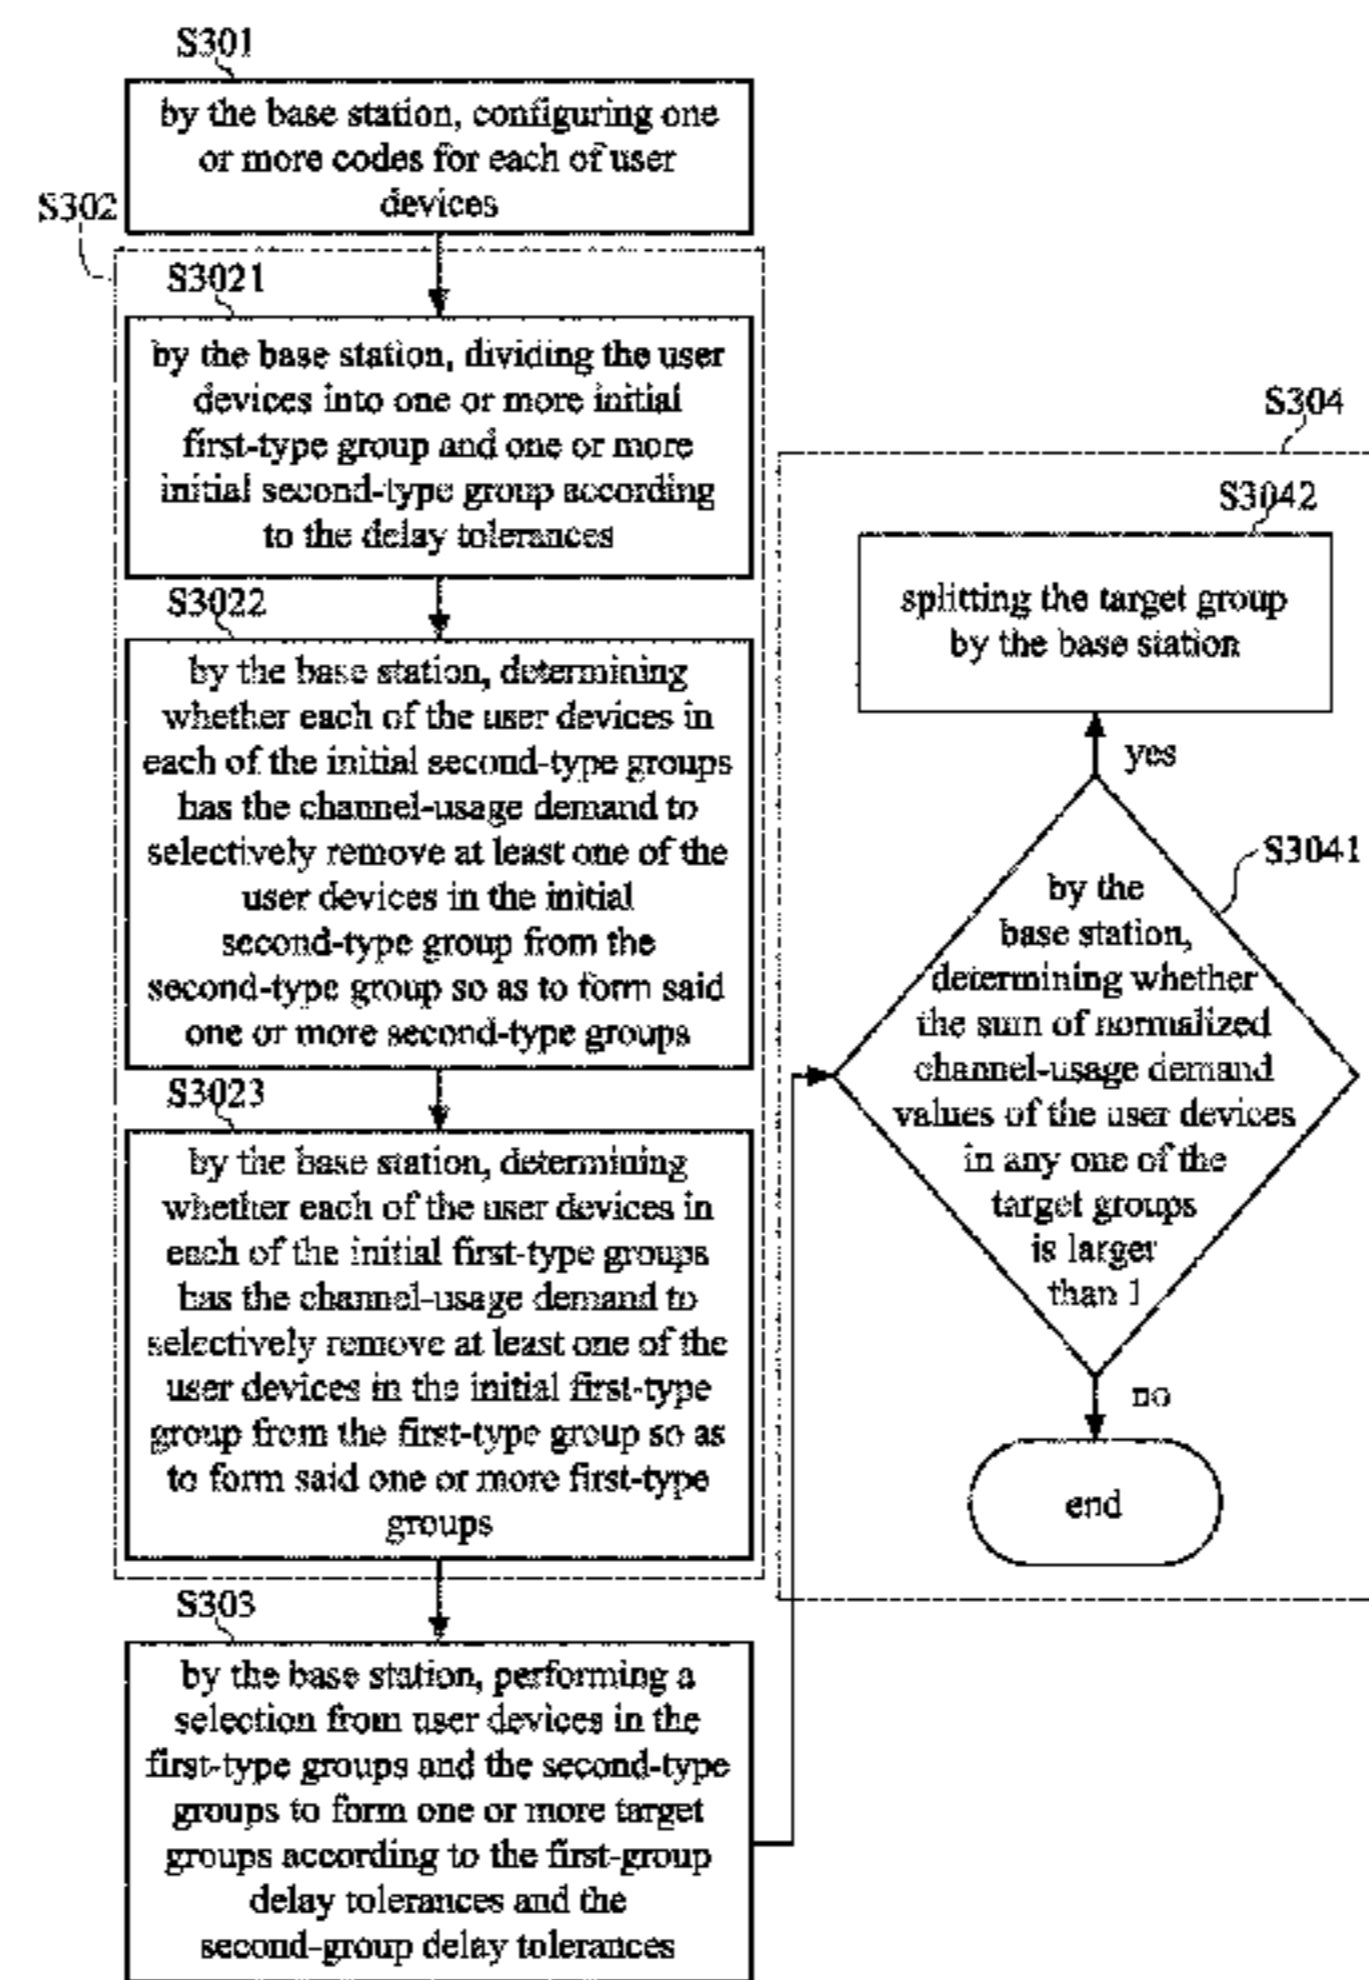 S301
by the base station, configuring one
or more codes for each of user
devices
S302
S3021
by the base station, dividing the user
devices into one or more initial
first-type group and one or more
initial second-type group according
to the delay tolerances
S3022
by the base station, determining
whether each of the user devices in
each of the initial second-type groups
has the channel-usage demand to
selectively remove at least one of the
user devices in the initial
second-type group from the
second-type group so as to form said
one or more second-type groups
S3023
by the base station, determining
whether each of the user devices in
each of the initial first-type groups
has the channel-usage demand to
selectively remove at least one of the
user devices in the initial first-type
group from the first-type group so as
to form said one or more first-type
groups
S303
by the base station, performing a
selection from user devices in the
first-type groups and the second-type
groups to form one or more target
groups according to the first-group
delay tolerances and the
second-group delay tolerances
S304
S3042
splitting the target group
by the base station
yes
S3041
by the
base station,
determining whether
the sum of normalized
channel-usage demand
values of the user devices
in any one of the
target groups
is larger
than 1
no
end